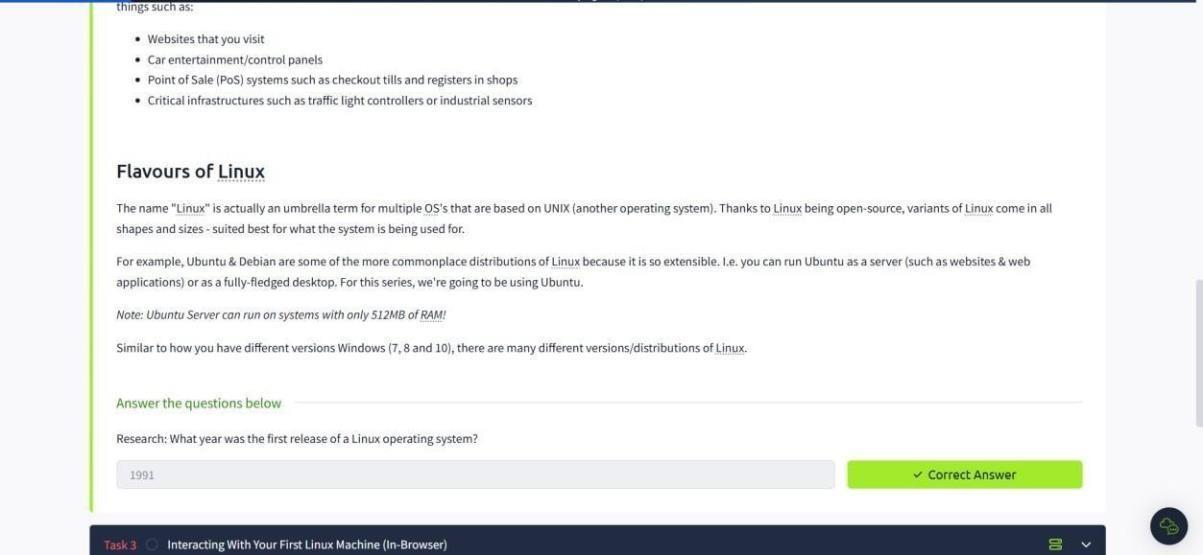 things such as:
Websites that you visit
Car entertainment/control panels
Point of Sale (PoS) systems such as checkout tills and registers in shops
Critical infrastructures such as traffic light controllers or industrial sensors
Flavours of Linux
The name "Linux" is actually an umbrella term for multiple OS's that are based on UNIX (another operating system). Thanks to Linux being open-source, variants of Linux come in all
shapes and sizes - suited best for what the system is being used for.
For example, Ubuntu & Debian are some of the more commonplace distributions of Linux because it is so extensible. I.e. you can run Ubuntu as a server (such as websites & web
applications) or as a fully-fledged desktop. For this series, we're going to be using Ubuntu.
Note: Ubuntu Server can run on systems with only 512MB of RAM!
Similar to how you have different versions Windows (7, 8 and 10), there are many different versions/distributions of Linux.
Answer the questions below
Research: What year was the first release of a Linux operating system?
1991
Correct Answer
Task 3 Interacting With Your First Linux Machine (In-Browser)